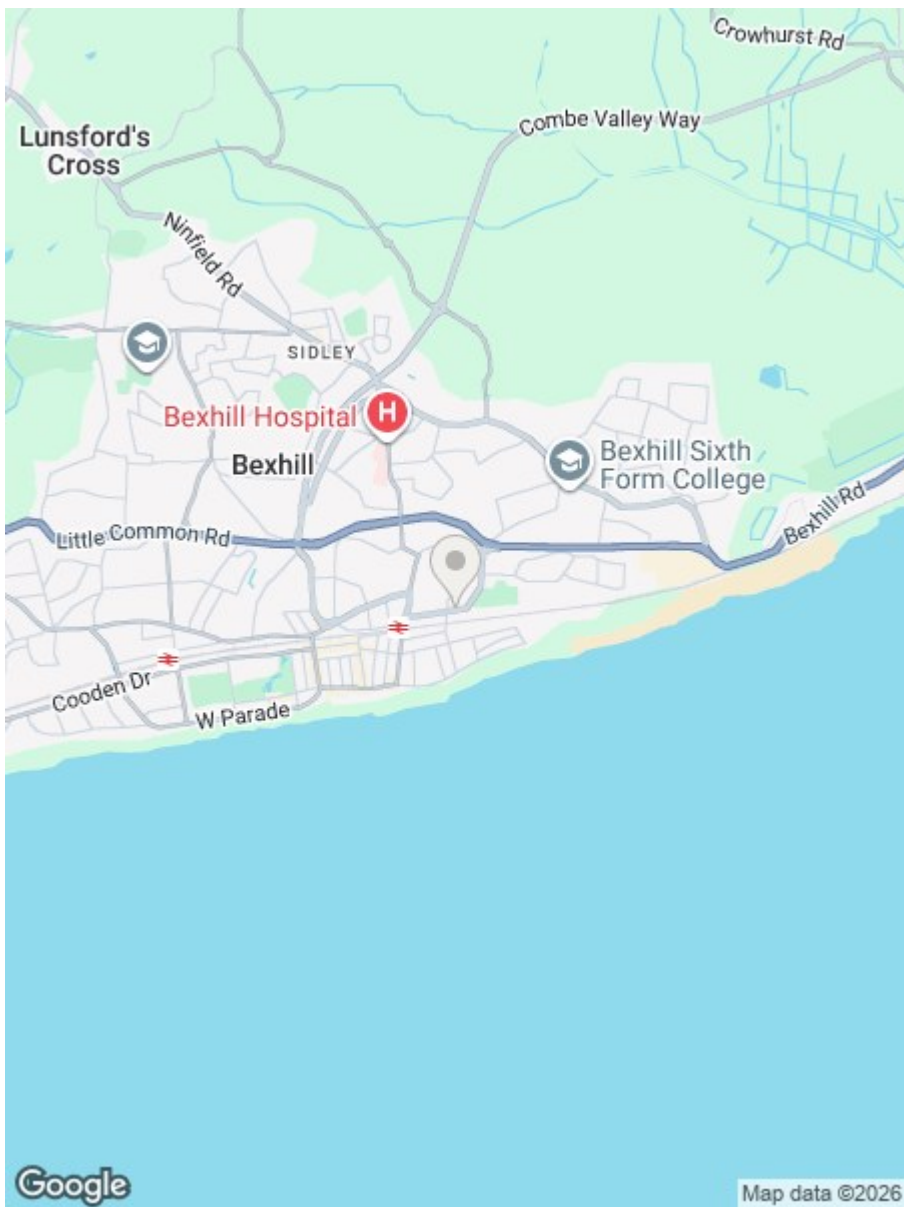 Crowhurst Rd
Combe Valley Way
Lunsford's
Cross
Ninfield Rd
SIDLEY
Bexhill Hospital
H
Bexhill
Bexhill Sixth
Form College
Bexhill Rd
Little Common Rd
Cooden Dr
W Parade
Google
Map data ©2026